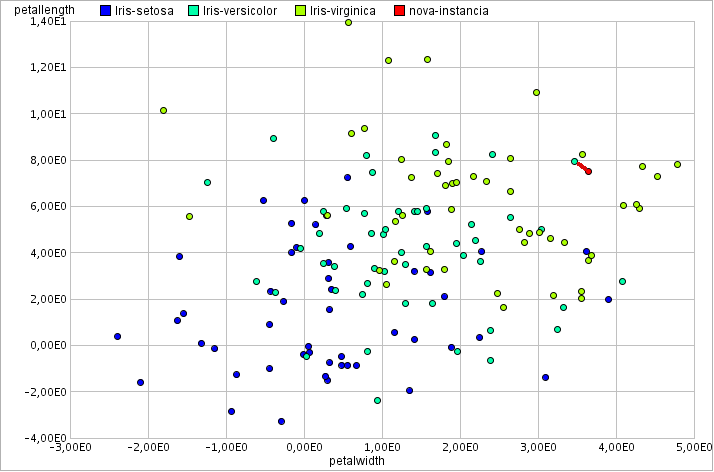 petallength Iris-setosa Iris-versicolor Iris-virginica nova-instancia
1,40E1
1,20E1
1,00E1
8,00E0
6,00E0
4,00E0
2,00E0
0,00E0
-2,00E0
-4,00E0
-3,00E0 -2,00E0 -1,00E0 0,00E0 1,00E0 2,00E0 3,00E0 4,00E0 5,00E0
petalwidth